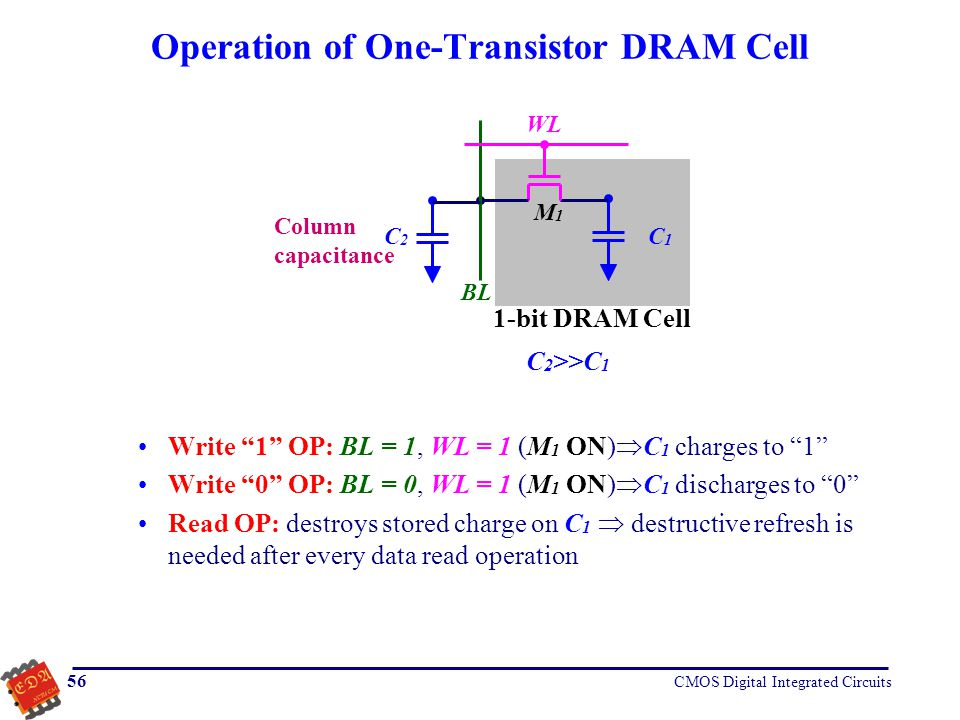 Operation of One-Transistor DRAM Cell
WL
M1
Column
capacitance
C2
C1
BL
1-bit DRAM Cell
C2>>C1
• Write “1” OP: BL = 1, WL = 1 (M1 ON)⇒C1 charges to “1”
• Write “0” OP: BL = 0, WL = 1 (M1 ON)⇒C1 discharges to “0”
• Read OP: destroys stored charge on C1 ⇒ destructive refresh is
needed after every data read operation
EDA
56
CMOS Digital Integrated Circuits